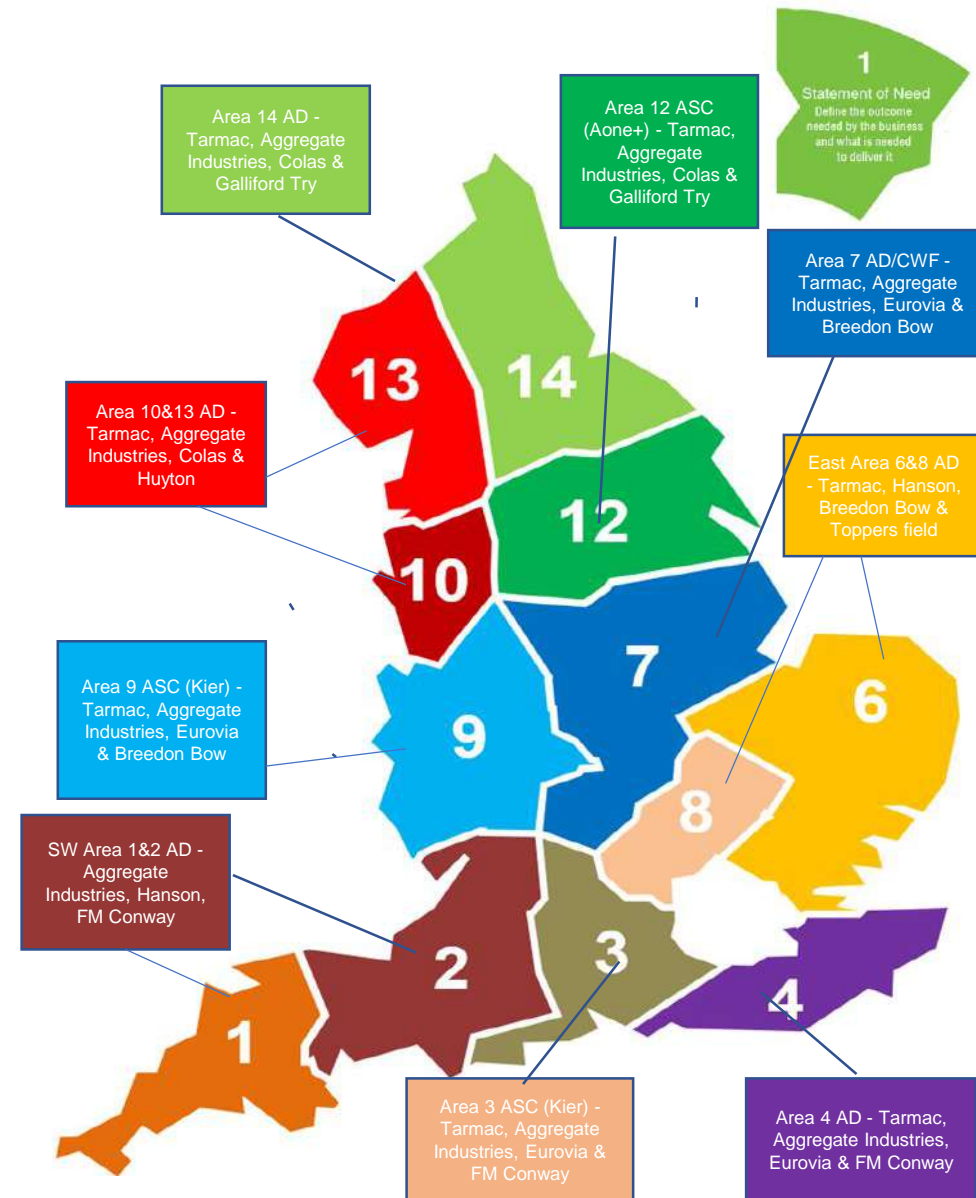 1
Statement of Need
Define the outcome
needed by the business
and what is needed
to deliver it
Area 14 AD -
Tarmac, Aggregate
Industries, Colas &
Galliford Try
Area 12 ASC
(Aone+) - Tarmac,
Aggregate
Industries, Colas &
Galliford Try
Area 7 AD/CWF -
Tarmac, Aggregate
Industries, Eurovia &
Breedon Bow
Area 10&13 AD -
Tarmac, Aggregate
Industries, Colas &
Huyton
East Area 6&8 AD
- Tarmac, Hanson,
Breedon Bow &
Toppers field
Area 9 ASC (Kier) -
Tarmac, Aggregate
Industries, Eurovia
& Breedon Bow
SW Area 1&2 AD -
Aggregate
Industries, Hanson,
FM Conway
Area 3 ASC (Kier) -
Tarmac, Aggregate
Industries, Eurovia &
FM Conway
Area 4 AD - Tarmac,
Aggregate Industries,
Eurovia & FM Conway
13
14
12
10
7
9
6
8
2
3
4
1